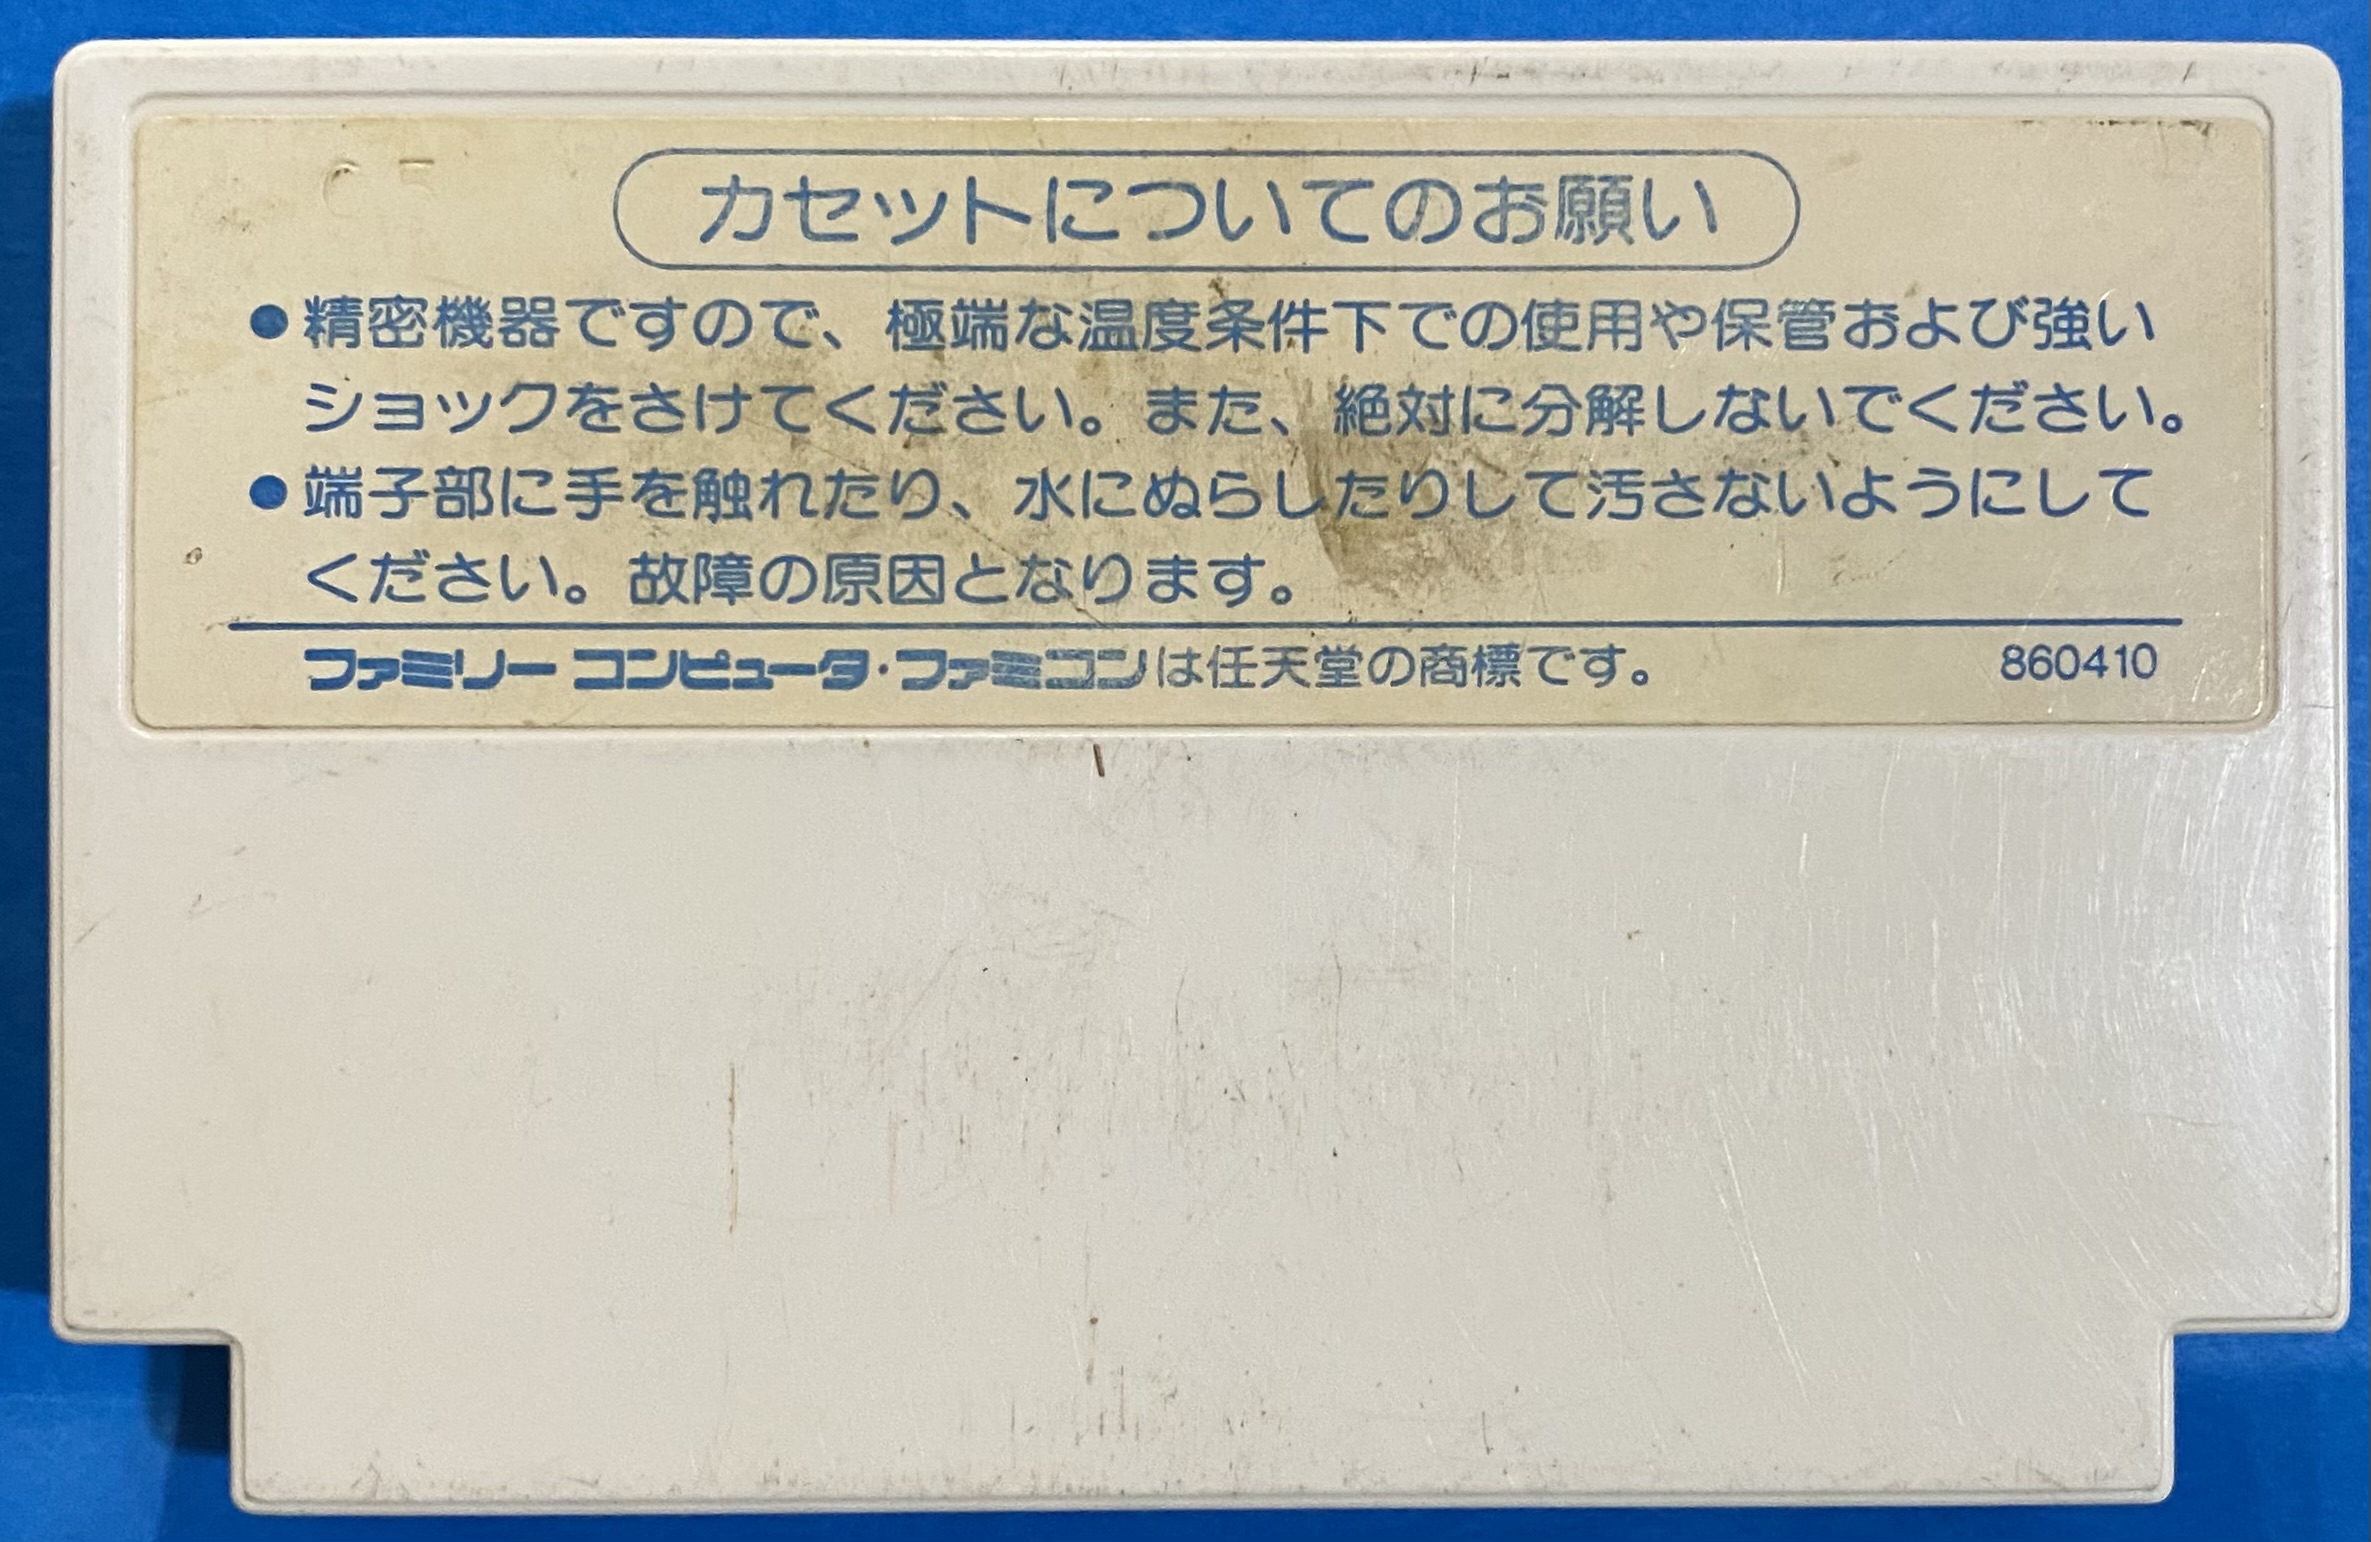 カセットについてのお願い
●精密機器ですので、極端な温度条件下での使用や保管および強い
ショックをさけてください。また、絶対に分解しないでください。
●端子部に手を触れたり、水にぬらしたりして汚さないようにして
ください。故障の原因となります。
ファミリー コンピュータ・ファミコンは任天堂の商標です。 860410